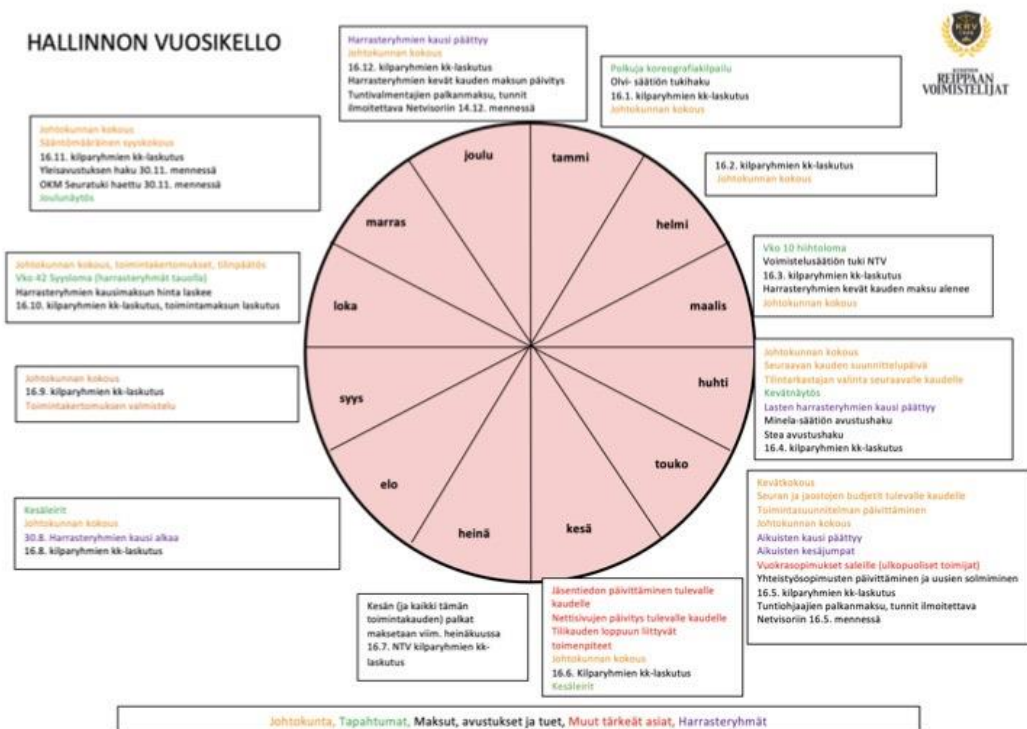 HALLINNON VUOSIKELLO
KRV
REIPPAAN
VOIMISTELIJAT
Harrasteryhmien kausi päättyy
Johtokunnan kokous
16.12. kilparyhmien kk-laskutus
Harrasteryhmien kevät kauden maksun päivitys
Tuntivalmentajien palkanmaksu, tunnit
ilmoitettava Netvisoriin 14.12. mennessä
Polkuja koreografiakilpailu
Olvi- säätiön tukihaku
16.1. kilparyhmien kk-laskutus
Johtokunnan kokous
16.2. kilparyhmien kk-laskutus
Johtokunnan kokous
Vko 10 hiihtoloma
Voimistelusäätiön tuki NTV
16.3. kilparyhmien kk-laskutus
Harrasteryhmien kevät kauden maksu alenee
Johtokunnan kokous
Johtokunnan kokous
Seuraavan kauden suunnittelupäivä
Tilintarkastajan valinta seuraavalle kaudelle
Kevätnäytös
Lasten harrasteryhmien kausi päättyy
Minela-säätiön avustushaku
Stea avustushaku
16.4. kilparyhmien kk-laskutus
Kevätkokous
Seuran ja jaostojen budjetit tulevalle kaudelle
Toimintasuunnitelman päivittäminen
Johtokunnan kokous
Aikuisten kausi päättyy
Aikuisten kesäjumpat
Vuokrasopimukset saleille (ulkopuoliset toimijat)
Yhteistyösopimusten päivittäminen ja uusien solmiminen
16.5. kilparyhmien kk-laskutus
Tuntiohjaajien palkanmaksu, tunnit ilmoitettava
Netvisoriin 16.5. mennessä
Jäsentiedon päivittäminen tulevalle
kaudelle
Nettisivujen päivitys tulevalle kaudelle
Tilikauden loppuun liittyvät
toimenpiteet
Johtokunnan kokous
16.6. Kilparyhmien kk-laskutus
Kesäleirit
Kesän (ja kaikki tämän
toimintakauden) palkat
maksetaan viim. heinäkuussa
16.7. NTV kilparyhmien kk-
laskutus
Kesäleirit
Johtokunnan kokous
30.8. Harrasteryhmien kausi alkaa
16.8. kilparyhmien kk-laskutus
Johtokunnan kokous
16.9. kilparyhmien kk-laskutus
Toimintakertomuksen valmistelu
Johtokunnan kokous, toimintakertomukset, tilinpäätös
Vko 42 Syysloma (harrasteryhmät tauolla)
Harrasteryhmien kausimaksun hinta laskee
16.10. kilparyhmien kk-laskutus, toimintamaksun laskutus
Johtokunnan kokous
Sääntömääräinen syyskokous
16.11. kilparyhmien kk-laskutus
Yleisavustuksen haku 30.11. mennessä
OKM Seuratuki haettu 30.11. mennessä
Joulunäytös
tammi
helmi
maalis
huhti
touko
kesä
heinä
elo
syys
loka
marras
joulu
Johtokunta, Tapahtumat, Maksut, avustukset ja tuet, Muut tärkeät asiat, Harrasteryhmät